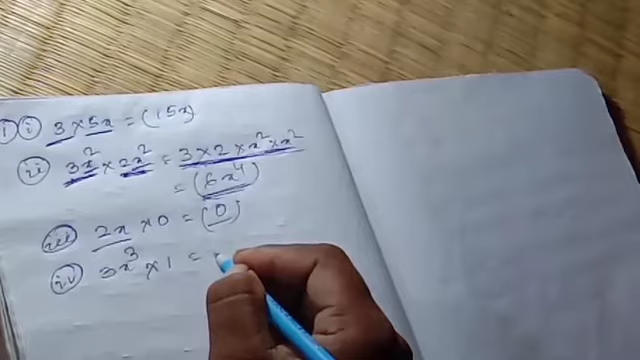 (i) (i) 3 × 5x = (15x)
(ii) 3x² × 2x² = 3 × 2 × x² × x²
= (6x⁴)
(iii) 2x × 0 = (0)
(iv) 3x³ × 1 =